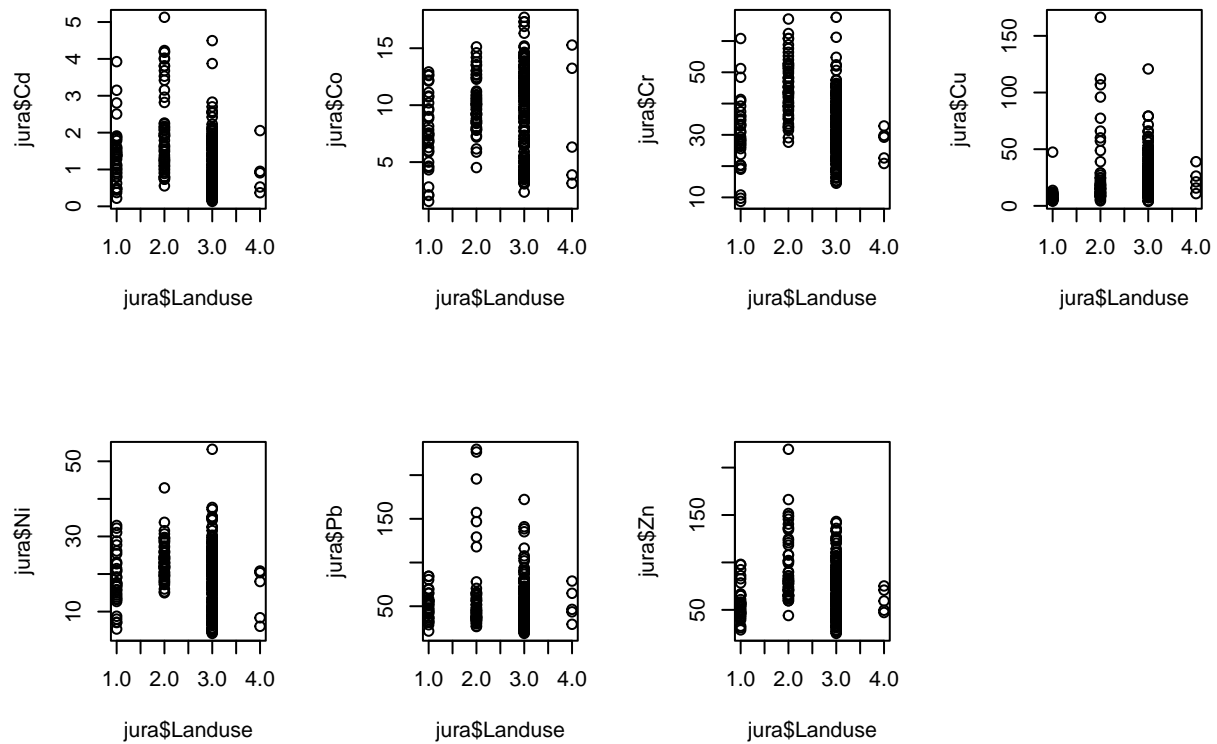 jura$Cd
0 1 2 3 4 5
1.0 2.0 3.0 4.0
jura$Landuse
jura$Co
5 10 15
1.0 2.0 3.0 4.0
jura$Landuse
jura$Cr
10 30 50
1.0 2.0 3.0 4.0
jura$Landuse
jura$Cu
0 50 100 150
1.0 2.0 3.0 4.0
jura$Landuse
jura$Ni
10 30 50
1.0 2.0 3.0 4.0
jura$Landuse
jura$Pb
50 150
1.0 2.0 3.0 4.0
jura$Landuse
jura$Zn
50 150
1.0 2.0 3.0 4.0
jura$Landuse